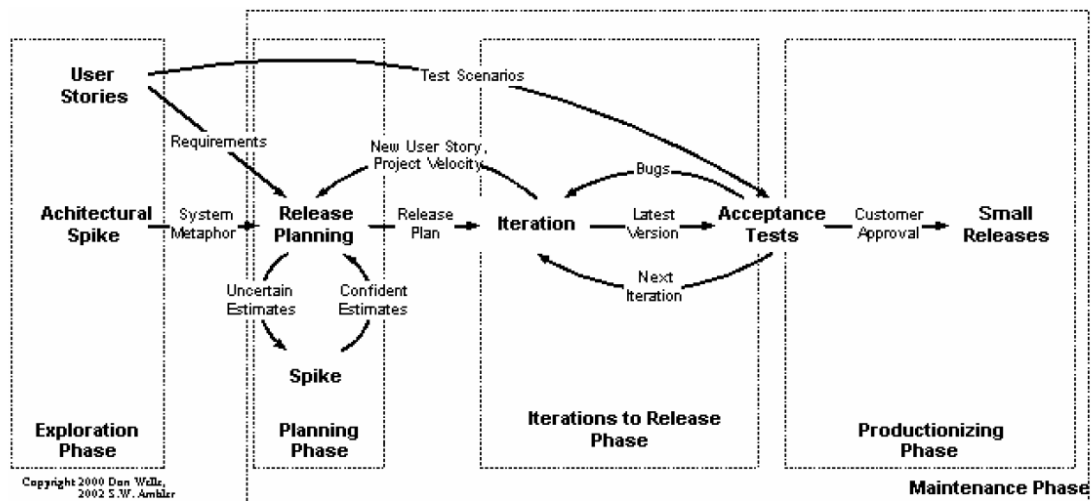 User
Stories
Test Scenarios
Requirements
New User Story,
Project Velocity
Bugs
Achitectural
Spike
System
Metaphor
Release
Planning
Release
Plan
Iteration
Latest
Version
Acceptance
Tests
Customer
Approval
Small
Releases
Next
Iteration
Uncertain
Estimates
Confident
Estimates
Spike
Exploration
Phase
Planning
Phase
Iterations to Release
Phase
Productionizing
Phase
Copyright 2000 Don Wells,
2002 S.W. Ambler
Maintenance Phase